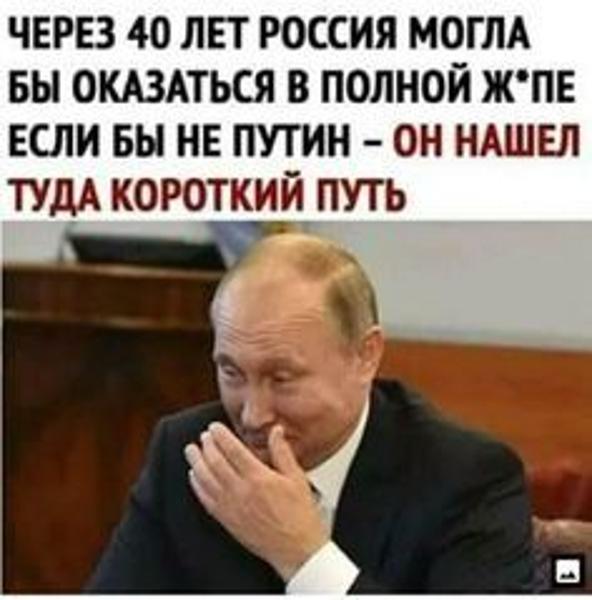 ЧЕРЕЗ 40 ЛЕТ РОССИЯ МОГЛА
БЫ ОКАЗАТЬСЯ В ПОЛНОЙ Ж*ПЕ
ЕСЛИ БЫ НЕ ПУТИН – ОН НАШЕЛ
ТУДА КОРОТКИЙ ПУТЬ